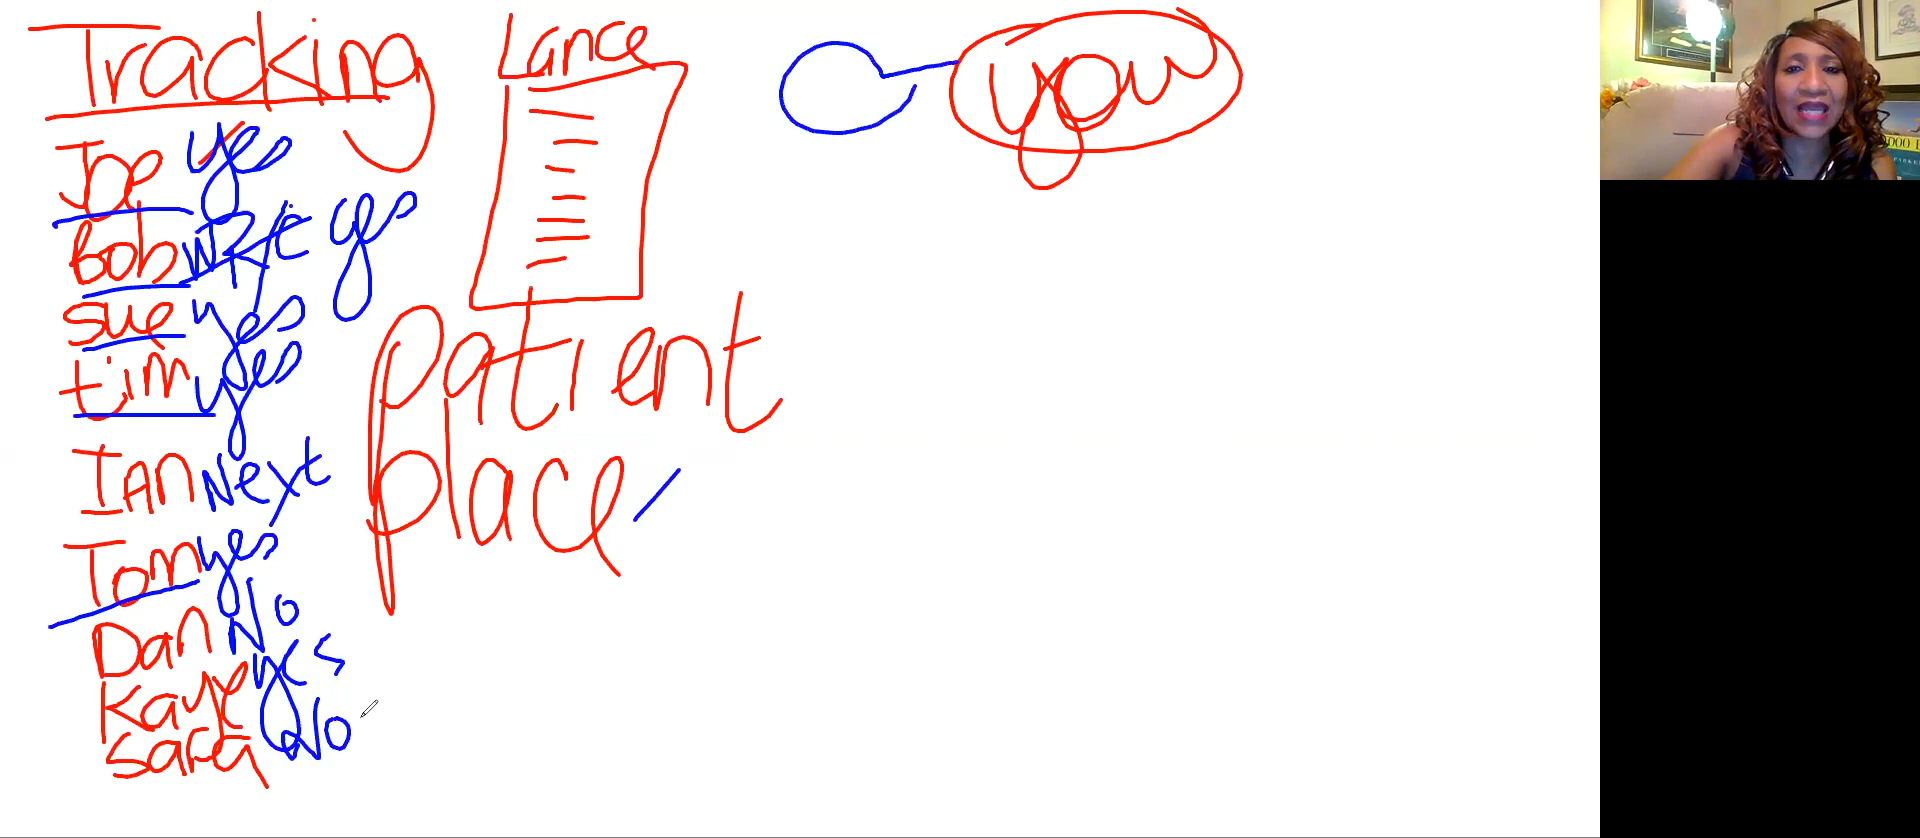 Tracking
Joe yes
bob yes
sue yes
tim yes
IAN Next
Tom yes
Dan No
Kaye yes
sara No
Lance
patient
place
you